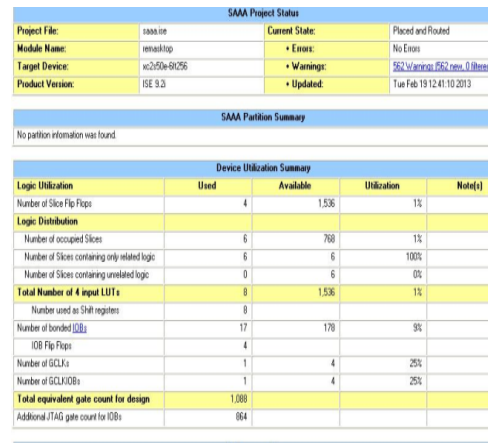 SAAA Project Status
Project File: saaa.ise Current State: Placed and Routed
Module Name: remasktop • Errors: No Errors
Target Device: xc2s50e-6ft256 • Warnings: 562 Warnings (562 new, 0 filtered
Product Version: ISE 9.2i • Updated: Tue Feb 19 12:41:10 2013
SAAA Partition Summary
No partition information was found.
Device Utilization Summary
Logic Utilization Used Available Utilization Note(s)
Number of Slice Flip Flops 4 1,536 1%
Logic Distribution
Number of occupied Slices 6 768 1%
Number of Slices containing only related logic 6 6 100%
Number of Slices containing unrelated logic 0 6 0%
Total Number of 4 input LUTs 8 1,536 1%
Number used as Shift registers 8
Number of bonded IOBs 17 178 9%
IOB Flip Flops 4
Number of GCLKs 1 4 25%
Number of GCLKIOBs 1 4 25%
Total equivalent gate count for design 1,088
Additional JTAG gate count for IOBs 864